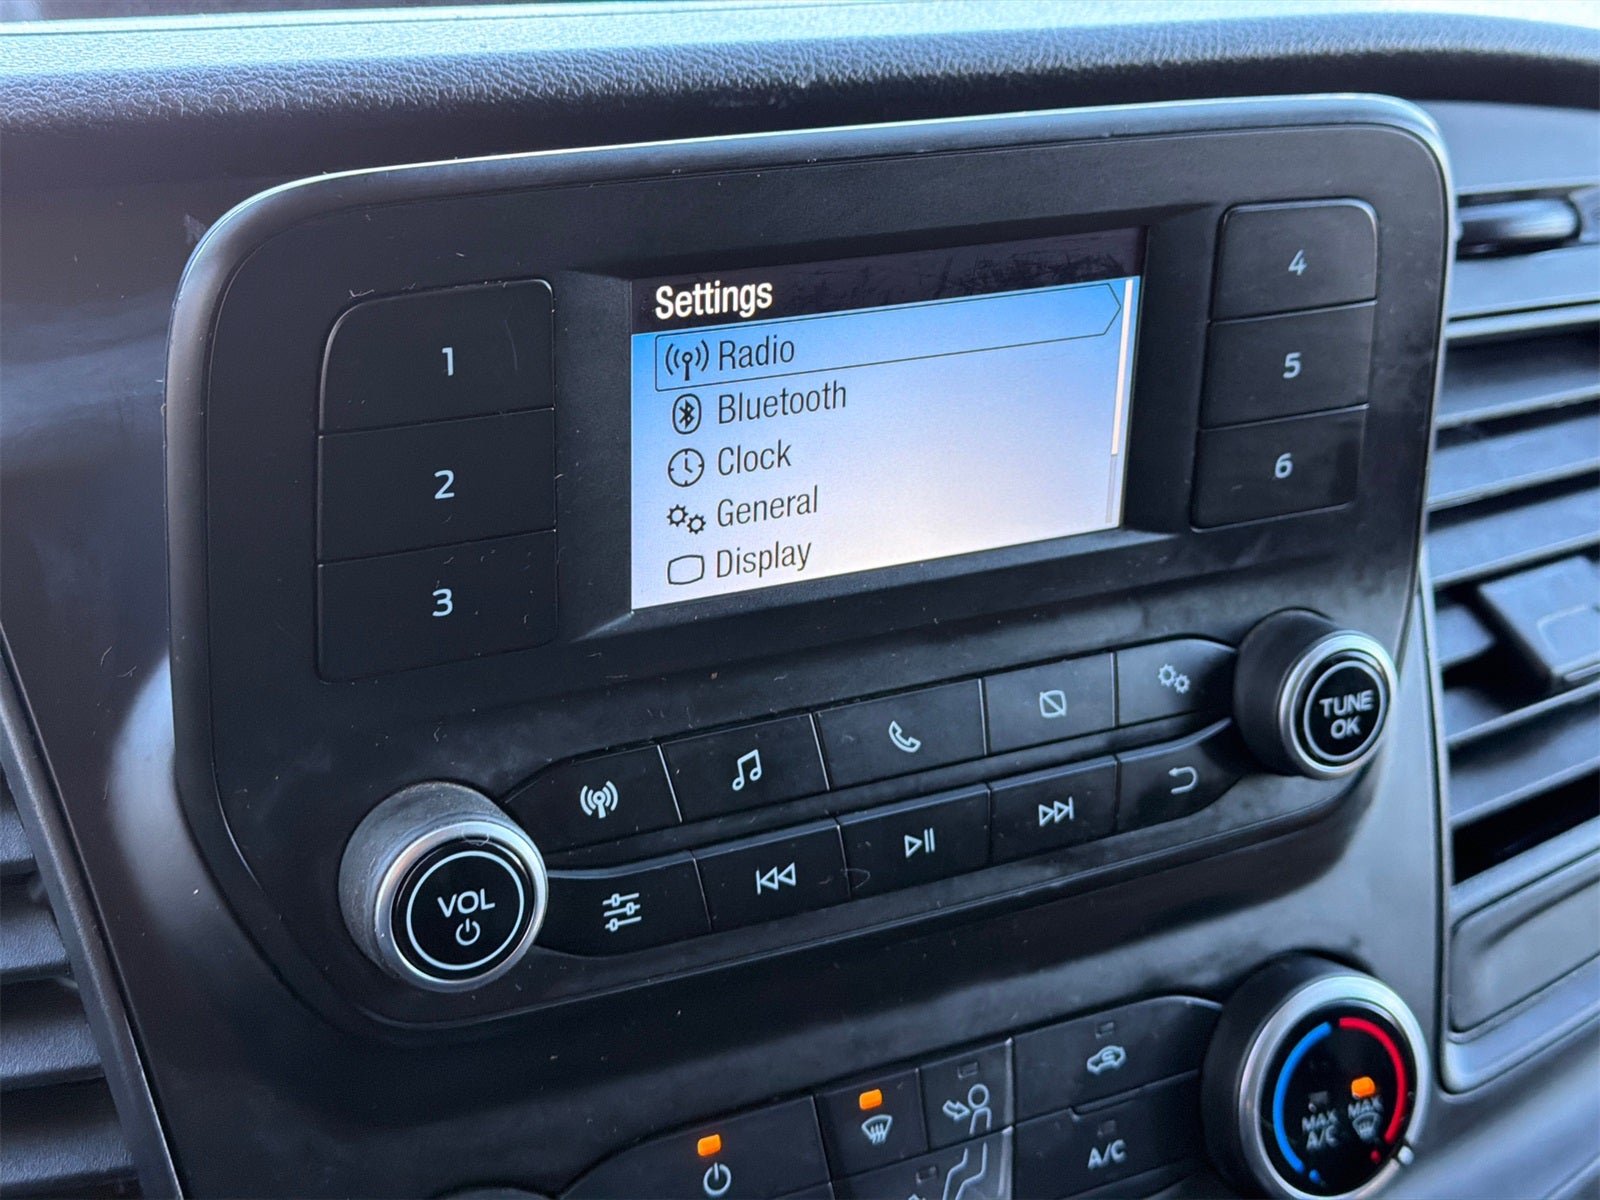 Settings
Radio
Bluetooth
Clock
General
Display
1
2
3
4
5
6
TUNE
OK
VOL
A/C
MAX
A/C
MAX